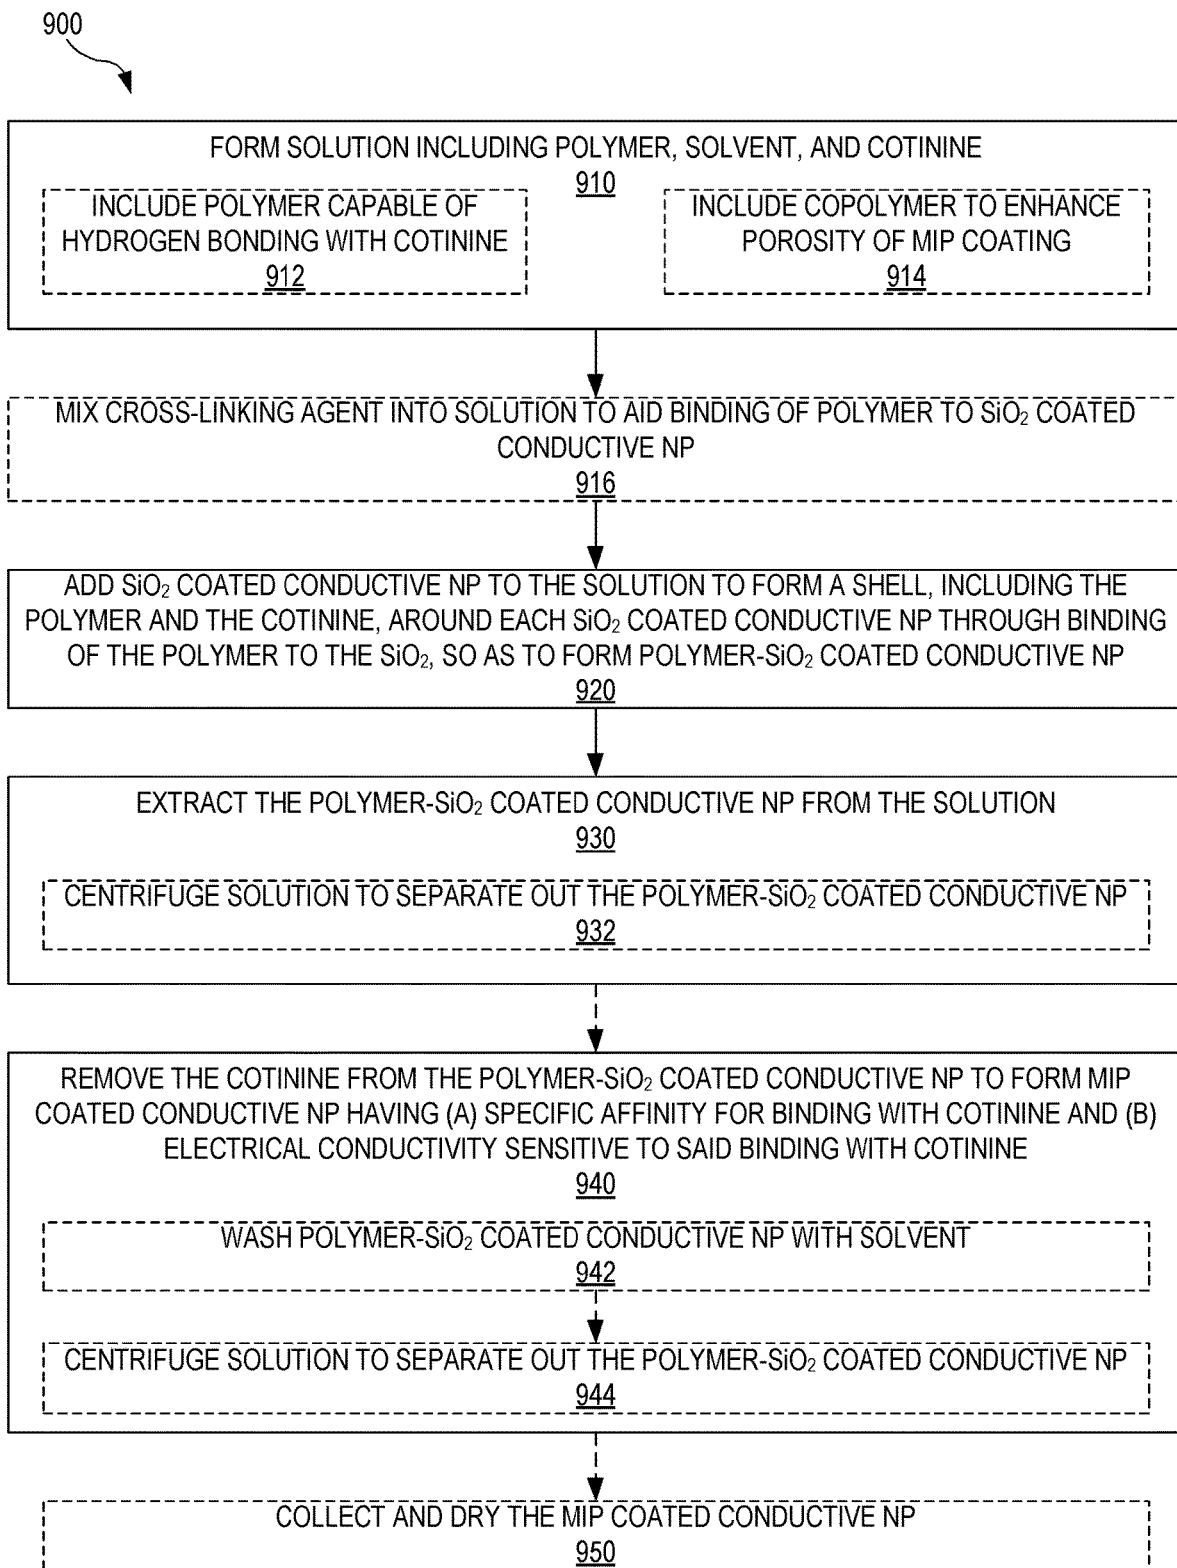 900
FORM SOLUTION INCLUDING POLYMER, SOLVENT, AND COTININE
910
INCLUDE POLYMER CAPABLE OF
HYDROGEN BONDING WITH COTININE
912
INCLUDE COPOLYMER TO ENHANCE
POROSITY OF MIP COATING
914
MIX CROSS-LINKING AGENT INTO SOLUTION TO AID BINDING OF POLYMER TO SiO₂ COATED
CONDUCTIVE NP
916
ADD SiO₂ COATED CONDUCTIVE NP TO THE SOLUTION TO FORM A SHELL, INCLUDING THE
POLYMER AND THE COTININE, AROUND EACH SiO₂ COATED CONDUCTIVE NP THROUGH BINDING
OF THE POLYMER TO THE SiO₂, SO AS TO FORM POLYMER-SiO₂ COATED CONDUCTIVE NP
920
EXTRACT THE POLYMER-SiO₂ COATED CONDUCTIVE NP FROM THE SOLUTION
930
CENTRIFUGE SOLUTION TO SEPARATE OUT THE POLYMER-SiO₂ COATED CONDUCTIVE NP
932
REMOVE THE COTININE FROM THE POLYMER-SiO₂ COATED CONDUCTIVE NP TO FORM MIP
COATED CONDUCTIVE NP HAVING (A) SPECIFIC AFFINITY FOR BINDING WITH COTININE AND (B)
ELECTRICAL CONDUCTIVITY SENSITIVE TO SAID BINDING WITH COTININE
940
WASH POLYMER-SiO₂ COATED CONDUCTIVE NP WITH SOLVENT
942
CENTRIFUGE SOLUTION TO SEPARATE OUT THE POLYMER-SiO₂ COATED CONDUCTIVE NP
944
COLLECT AND DRY THE MIP COATED CONDUCTIVE NP
950